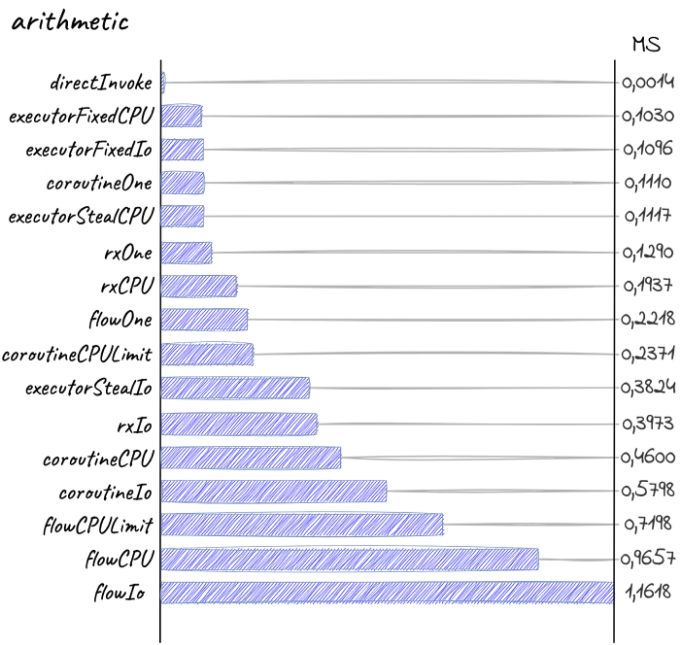 arithmetic
MS
directInvoke 0,0014
executorFixedCPU 0,1030
executorFixedIo 0,1096
coroutineOne 0,1110
executorStealCPU 0,1117
rxOne 0,1290
rxCPU 0,1937
flowOne 0,2218
coroutineCPULimit 0,2371
executorStealIo 0,3824
rxIo 0,3973
coroutineCPU 0,4600
coroutineIo 0,5798
flowCPULimit 0,7198
flowCPU 0,9657
flowIo 1,1618